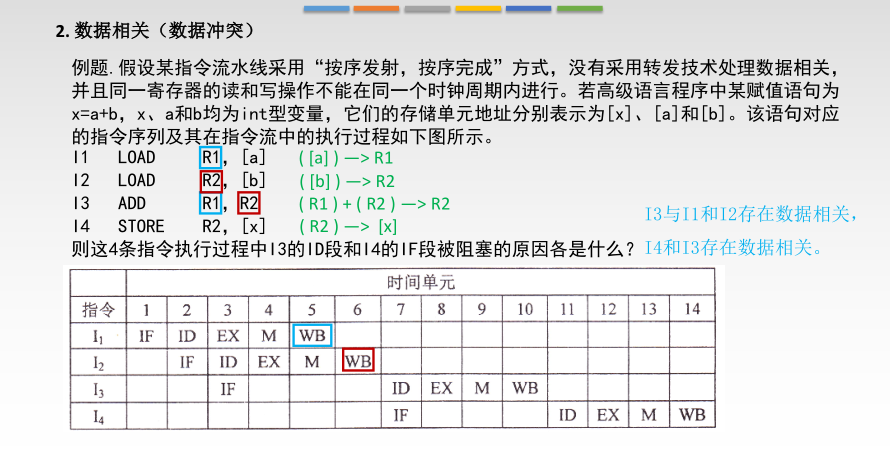 2. 数据相关（数据冲突）
例题. 假设某指令流水线采用“按序发射，按序完成”方式，没有采用转发技术处理数据相关，
并且同一寄存器的读和写操作不能在同一个时钟周期内进行。若高级语言程序中某赋值语句为
x=a+b，x、a和b均为int型变量，它们的存储单元地址分别表示为[x]、[a]和[b]。该语句对应
的指令序列及其在指令流中的执行过程如下图所示。
I1 LOAD R1，[a] ([a])—>R1
I2 LOAD R2，[b] ([b])—>R2
I3 ADD R1，R2 (R1)+(R2)—>R2
I4 STORE R2，[x] (R2)—>[x]
I3与I1和I2存在数据相关，
则这4条指令执行过程中I3的ID段和I4的IF段被阻塞的原因各是什么？ I4和I3存在数据相关。
时间单元
指令 1 2 3 4 5 6 7 8 9 10 11 12 13 14
I₁ IF ID EX M WB
I₂ IF ID EX M WB
I₃ IF ID EX M WB
I₄ IF ID EX M WB